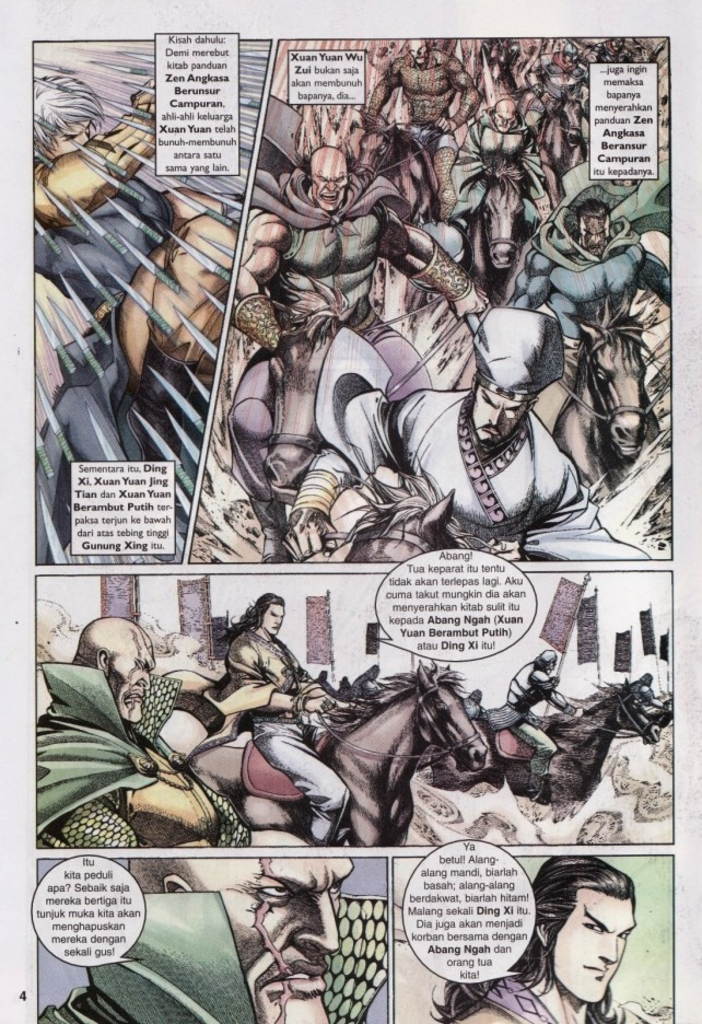 Kisah dahulu:
Demi merebut
kitab panduan
Zen Angkasa
Berunsur
Campuran,
ahli-ahli keluarga
Xuan Yuan telah
bunuh-membunuh
antara satu
sama yang lain.
Xuan Yuan Wu
Zui bukan saja
akan membunuh
bapanya, dia...
...juga ingin
memaksa
bapanya
menyerahkan
panduan Zen
Angkasa
Beransur
Campuran
itu kepadanya.
Sementara itu, Ding
Xi, Xuan Yuan Jing
Tian dan Xuan Yuan
Berambut Putih ter-
paksa terjun ke bawah
dari atas tebing tinggi
Gunung Xing itu.
Abang!
Tua keparat itu tentu
tidak akan terlepas lagi. Aku
cuma takut mungkin dia akan
menyerahkan kitab sulit itu
kepada Abang Ngah (Xuan
Yuan Berambut Putih)
atau Ding Xi itu!
Itu
kita peduli
apa? Sebaik saja
mereka bertiga itu
tunjuk muka kita akan
menghapuskan
mereka dengan
sekali gus!
Ya
betul! Alang-
alang mandi, biarlah
basah; alang-alang
berdakwat, biarlah hitam!
Malang sekali Ding Xi itu.
Dia juga akan menjadi
korban bersama dengan
Abang Ngah dan
orang tua
kita!
4